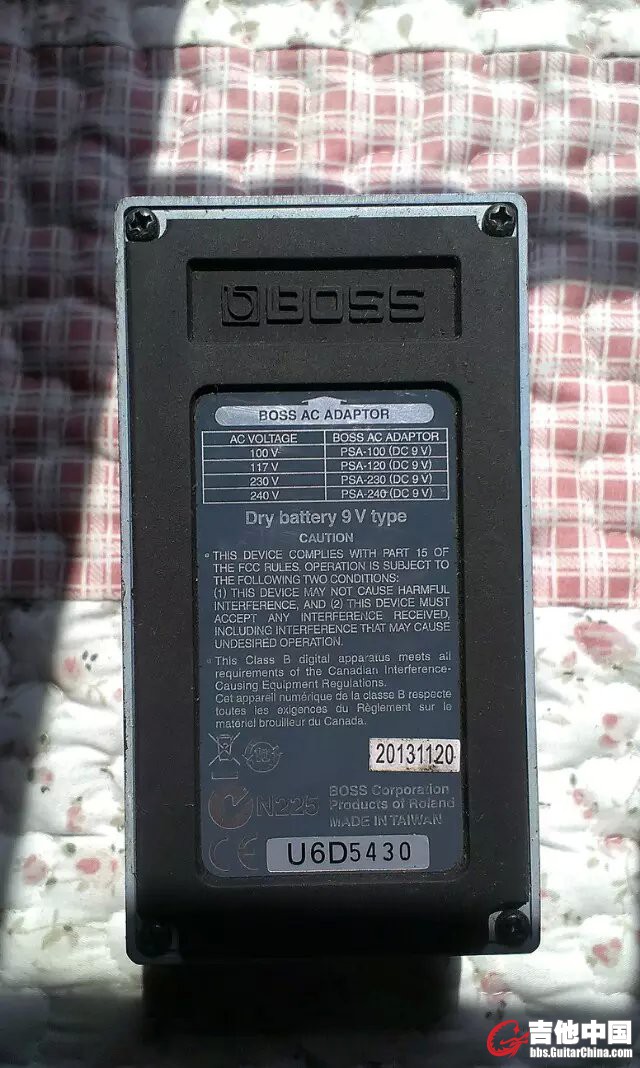 BOSS
BOSS AC ADAPTOR
AC VOLTAGE BOSS AC ADAPTOR
100 V PSA-100 (DC 9 V)
117 V PSA-120 (DC 9 V)
230 V PSA-230 (DC 9 V)
240 V PSA-240 (DC 9 V)
Dry battery 9 V type
CAUTION
• THIS DEVICE COMPLIES WITH PART 15 OF
THE FCC RULES. OPERATION IS SUBJECT TO
THE FOLLOWING TWO CONDITIONS:
(1) THIS DEVICE MAY NOT CAUSE HARMFUL
INTERFERENCE, AND (2) THIS DEVICE MUST
ACCEPT ANY INTERFERENCE RECEIVED,
INCLUDING INTERFERENCE THAT MAY CAUSE
UNDESIRED OPERATION.
• This Class B digital apparatus meets all
requirements of the Canadian Interference-
Causing Equipment Regulations.
Cet appareil numérique de la classe B respecte
toutes les exigences du Règlement sur le
matériel brouilleur du Canada.
20131120
N225
BOSS Corporation
Products of Roland
MADE IN TAIWAN
CE
U6D5430
吉他中国
bbs.GuitarChina.com